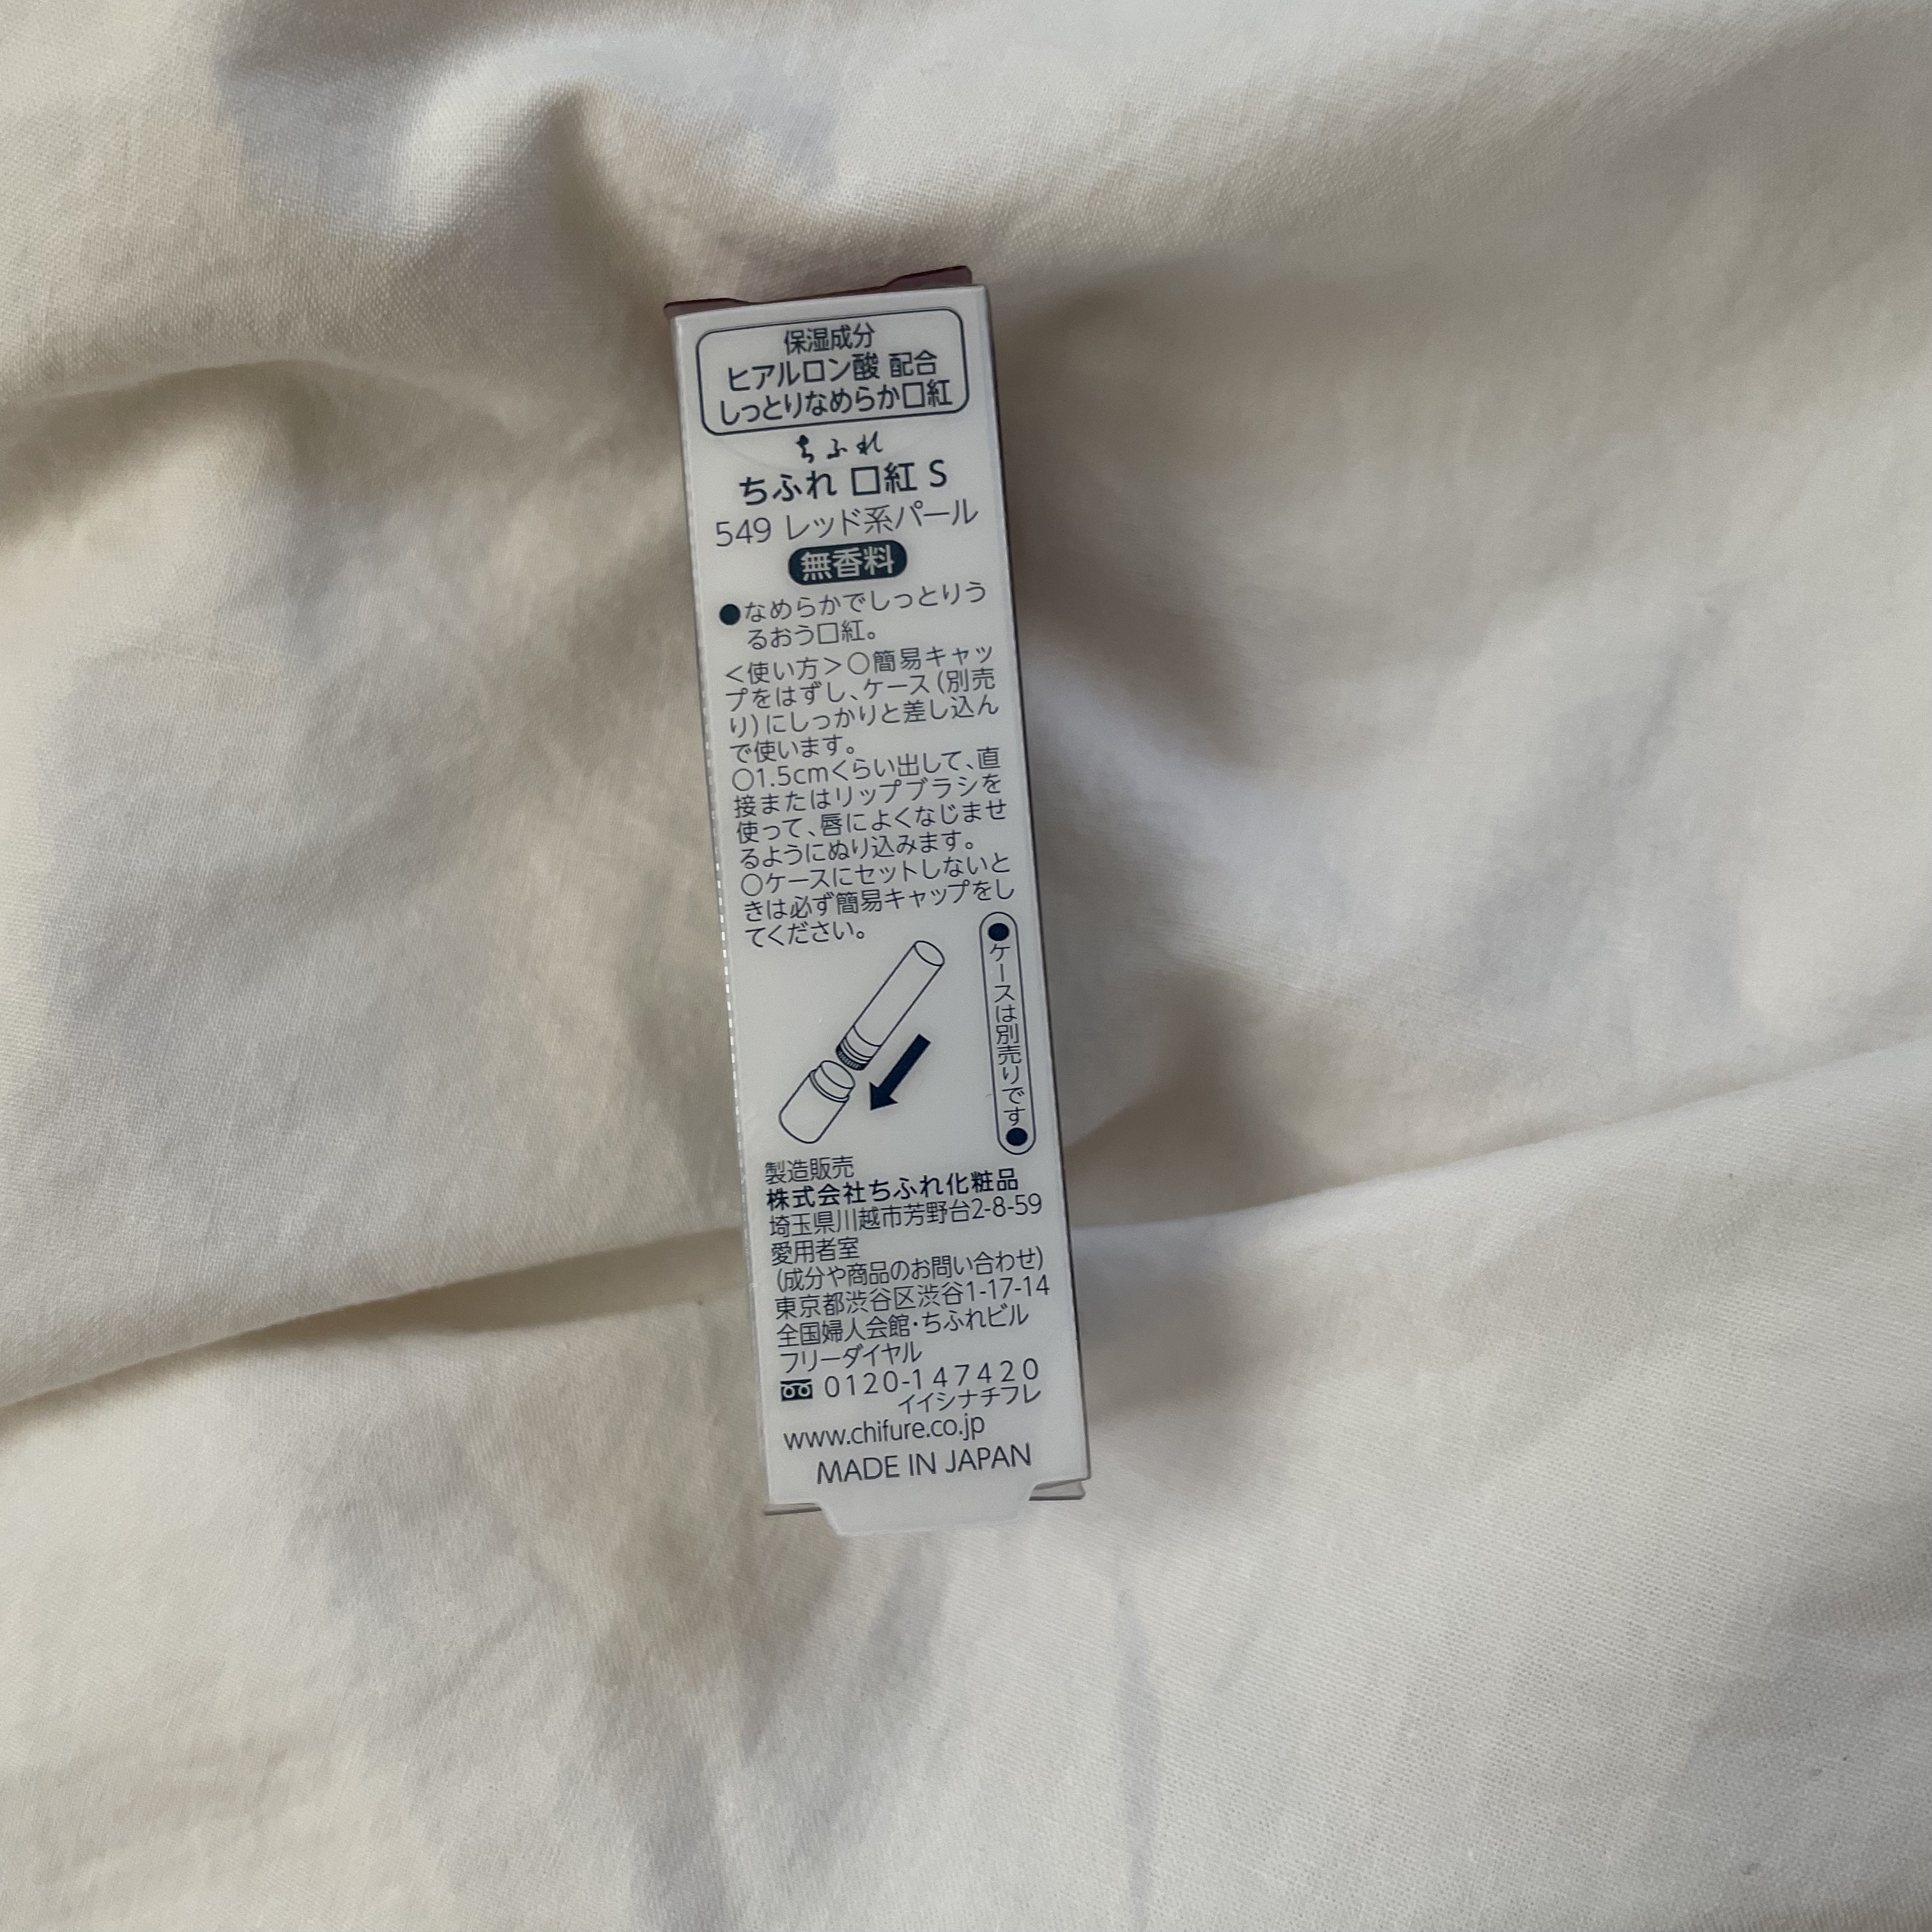 保湿成分
ヒアルロン酸 配合
しっとりなめらか口紅
ちふれ
ちふれ 口紅 S
549 レッド系パール
無香料
●なめらかでしっとりう
るおう口紅。
<使い方>○簡易キャッ
プをはずし、ケース(別売
り)にしっかりと差し込ん
で使います。
○1.5cmくらい出して、直
接またはリップブラシを
使って、唇によくなじませ
るようにぬり込みます。
○ケースにセットしないと
きは必ず簡易キャップをし
てください。
●ケースは別売りです●
製造販売
株式会社ちふれ化粧品
埼玉県川越市芳野台2-8-59
愛用者室
(成分や商品のお問い合わせ)
東京都渋谷区渋谷1-17-14
全国婦人会館・ちふれビル
フリーダイヤル
0120-147420
イイシナチフレ
www.chifure.co.jp
MADE IN JAPAN